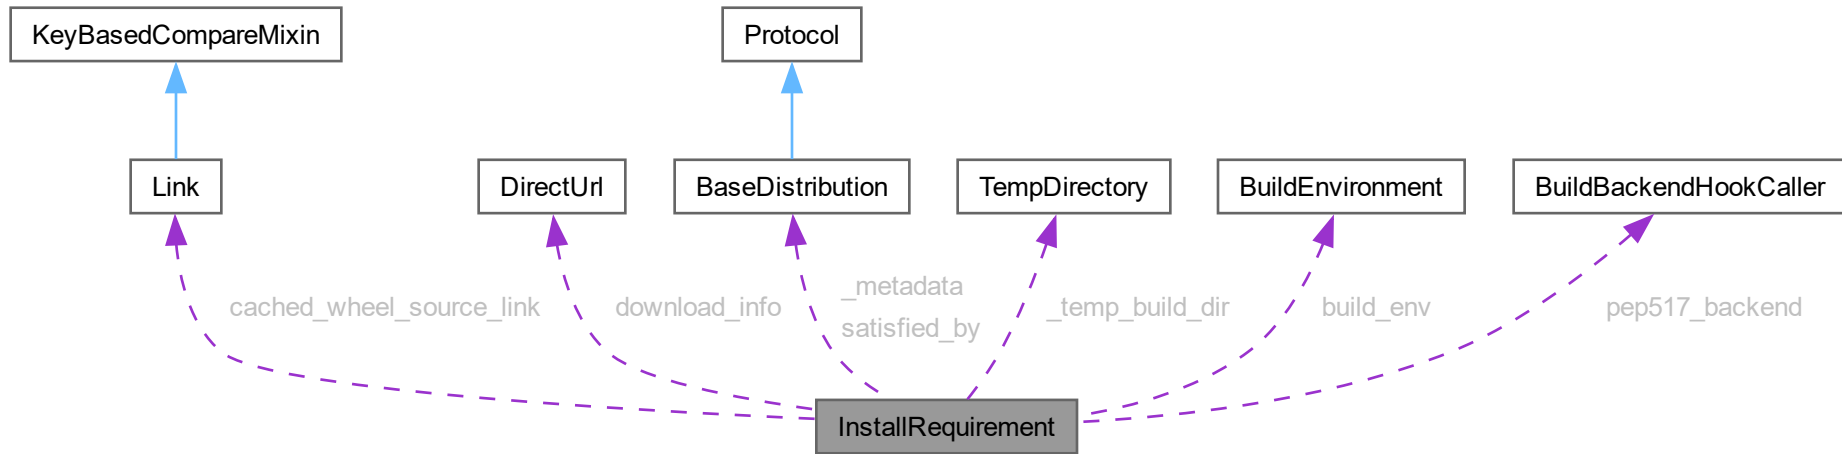 KeyBasedCompareMixin
Protocol
Link
DirectUrl
BaseDistribution
TempDirectory
BuildEnvironment
BuildBackendHookCaller
cached_wheel_source_link
download_info
_metadata
satisfied_by
_temp_build_dir
build_env
pep517_backend
InstallRequirement